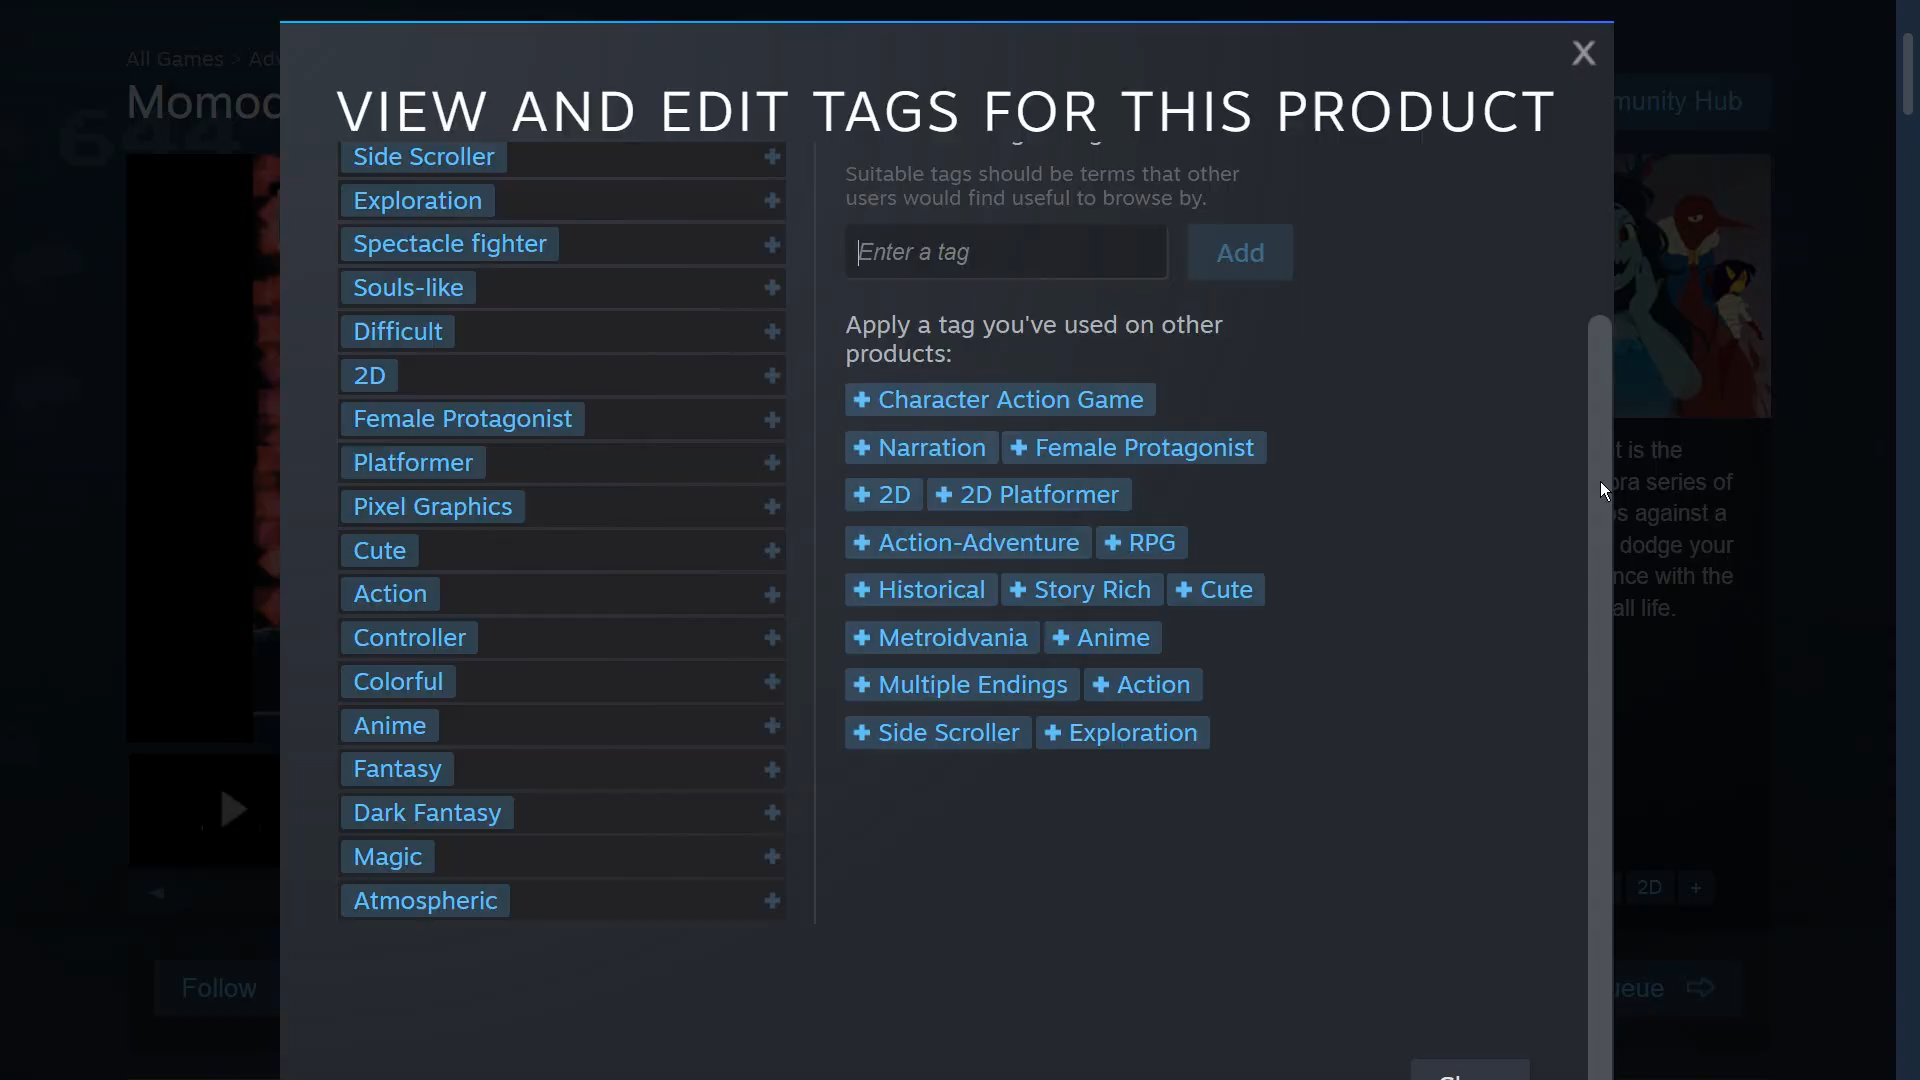 All Games >
VIEW AND EDIT TAGS FOR THIS PRODUCT
X
Side Scroller
Exploration
Spectacle fighter
Souls-like
Difficult
2D
Female Protagonist
Platformer
Pixel Graphics
Cute
Action
Controller
Colorful
Anime
Fantasy
Dark Fantasy
Magic
Atmospheric
Suitable tags should be terms that other
users would find useful to browse by.
Enter a tag
Add
Apply a tag you've used on other
products:
+ Character Action Game
+ Narration + Female Protagonist
+ 2D + 2D Platformer
+ Action-Adventure + RPG
+ Historical + Story Rich + Cute
+ Metroidvania + Anime
+ Multiple Endings + Action
+ Side Scroller + Exploration
Hub
t is the
series of
against a
dodge your
with the
all life.
2D +
Follow